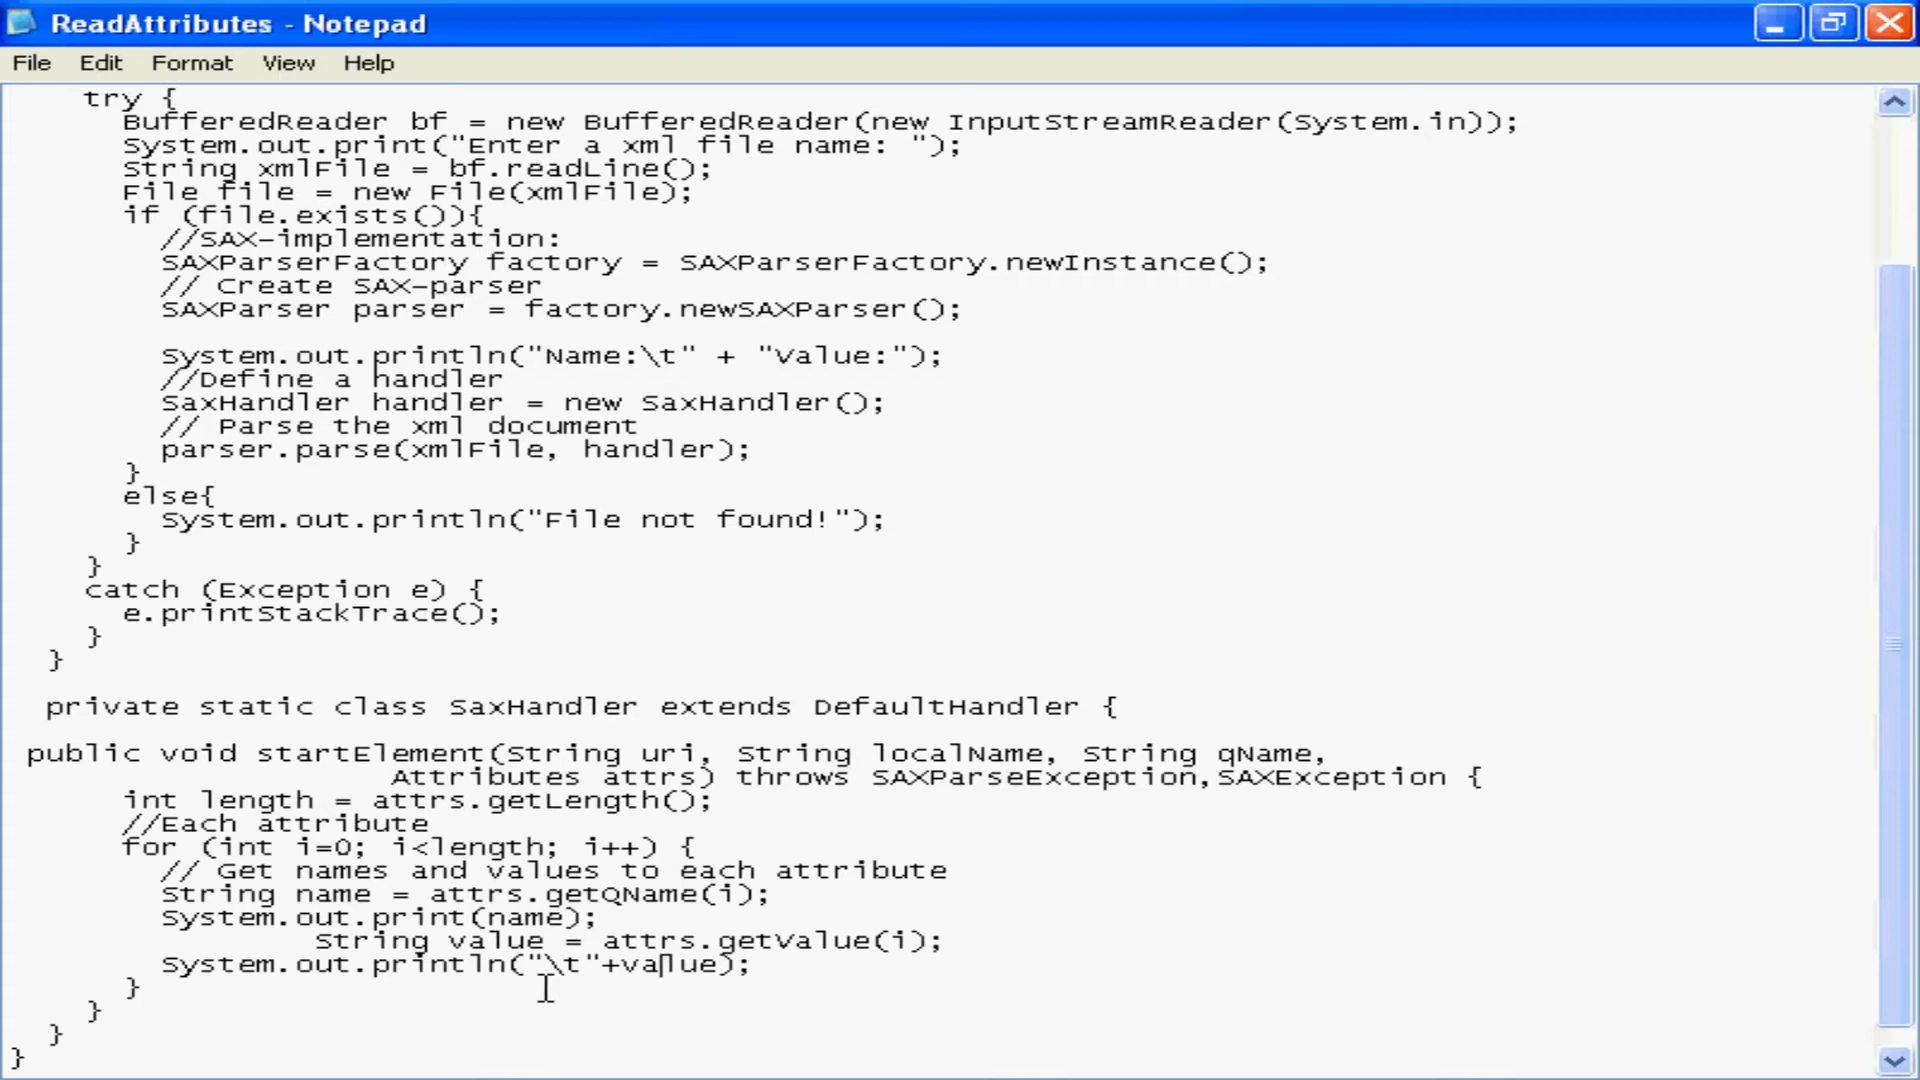 ReadAttributes - Notepad
File Edit Format View Help
try {
BufferedReader bf = new BufferedReader(new InputStreamReader(System.in));
System.out.print("Enter a xml file name: ");
String xmlFile = bf.readLine();
File file = new File(xmlFile);
if (file.exists()){
//SAX-implementation:
SAXParserFactory factory = SAXParserFactory.newInstance();
// Create SAX-parser
SAXParser parser = factory.newSAXParser();
System.out.println("Name:\t" + "Value:");
//Define a handler
SaxHandler handler = new SaxHandler();
// Parse the xml document
parser.parse(xmlFile, handler);
}
else{
System.out.println("File not found!");
}
}
catch (Exception e) {
e.printStackTrace();
}
}
private static class SaxHandler extends DefaultHandler {
public void startElement(String uri, String localName, String qName,
Attributes attrs) throws SAXParseException,SAXException {
int length = attrs.getLength();
//Each attribute
for (int i=0; i<length; i++) {
// Get names and values to each attribute
String name = attrs.getQName(i);
System.out.print(name);
String value = attrs.getValue(i);
System.out.println("\t"+value);
}
}
}
}